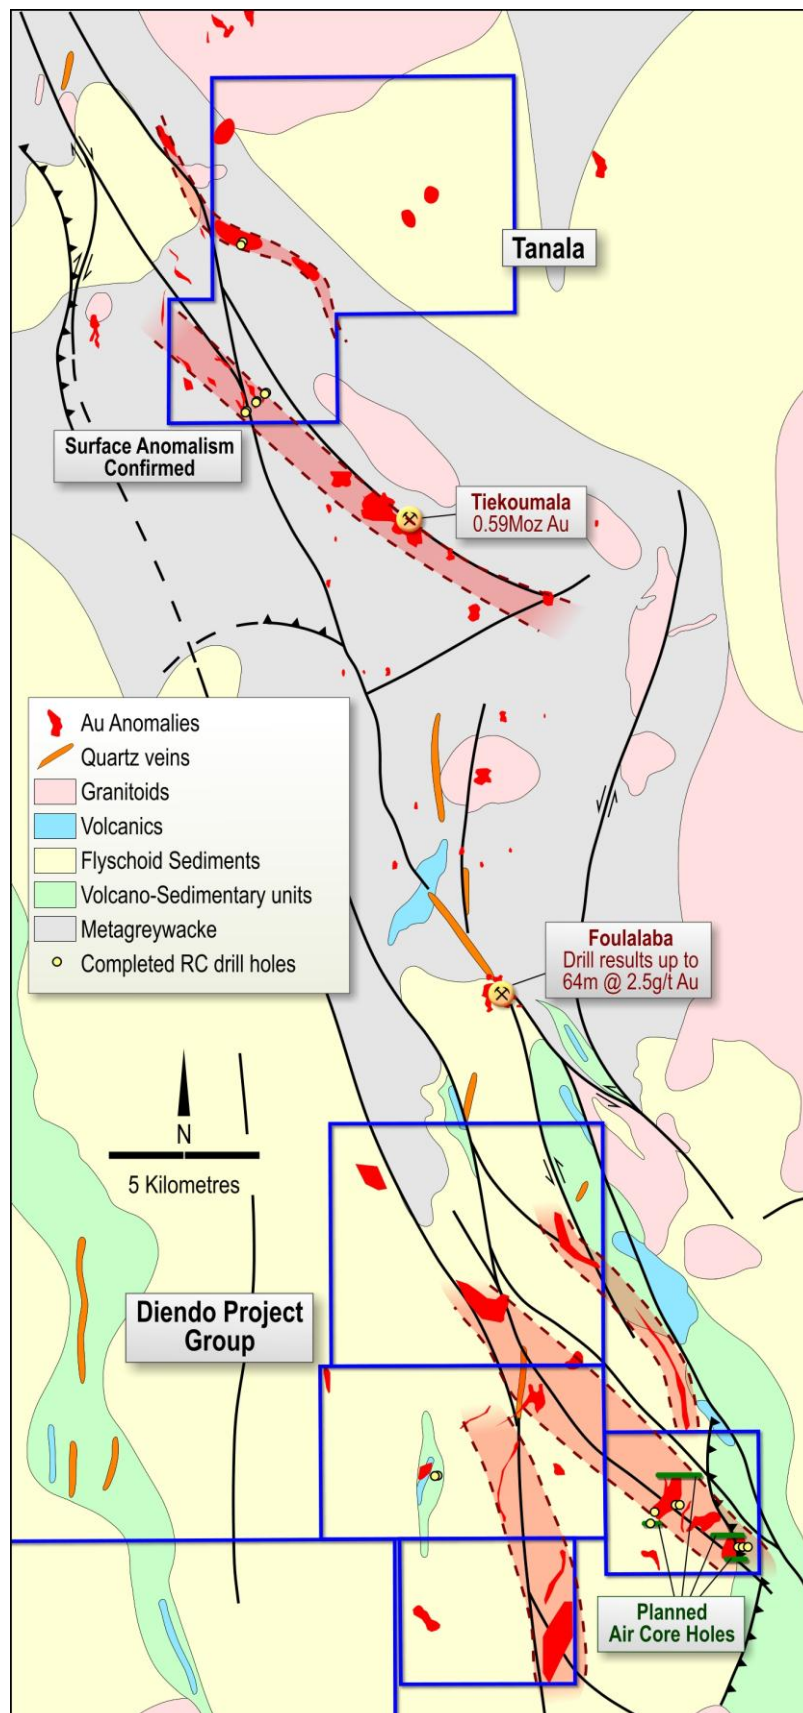 Tanala
Surface Anomalism
Confirmed
Tiekoumala
0.59Moz Au
Au Anomalies
Quartz veins
Granitoids
Volcanics
Flyschoid Sediments
Volcano-Sedimentary units
Metagreywacke
Completed RC drill holes
Foulalaba
Drill results up to
64m @ 2.5g/t Au
N
5 Kilometres
Diendo Project
Group
Planned
Air Core Holes